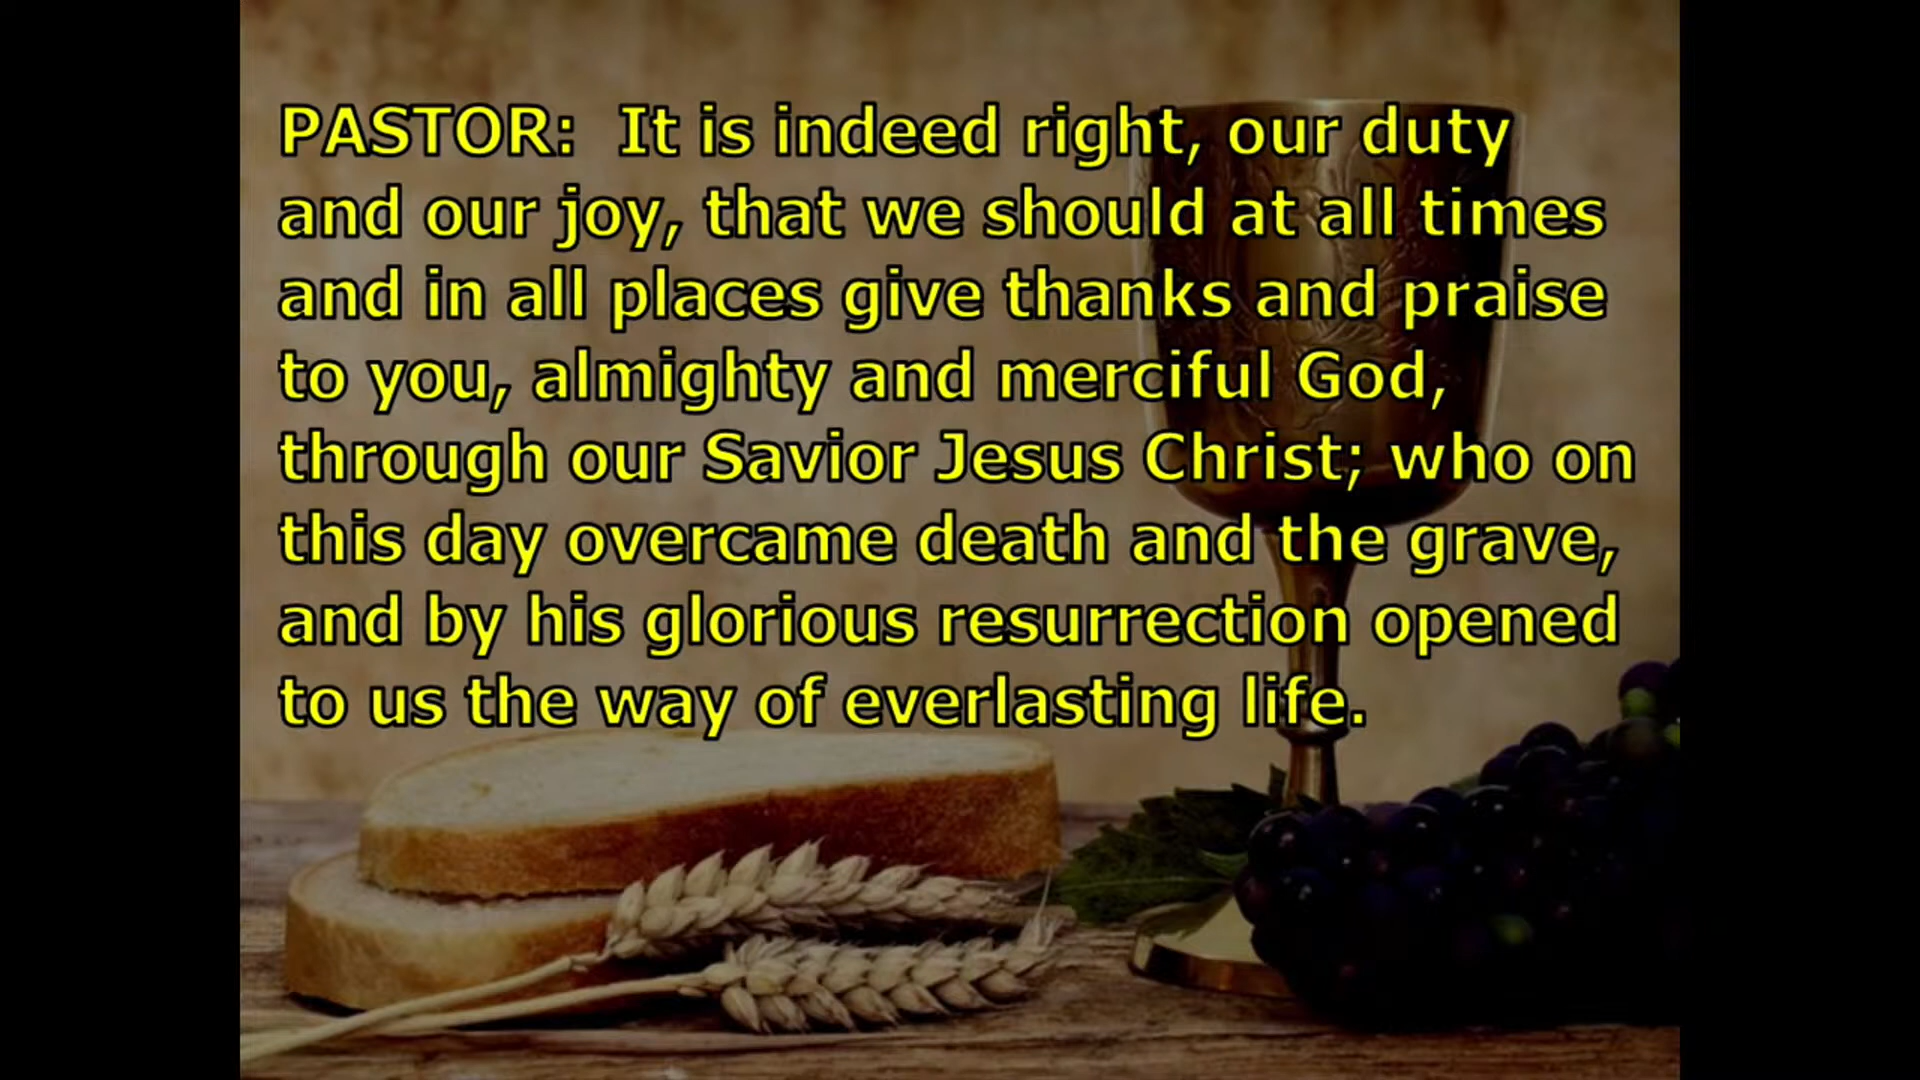 PASTOR: It is indeed right, our duty
and our joy, that we should at all times
and in all places give thanks and praise
to you, almighty and merciful God,
through our Savior Jesus Christ; who on
this day overcame death and the grave,
and by his glorious resurrection opened
to us the way of everlasting life.